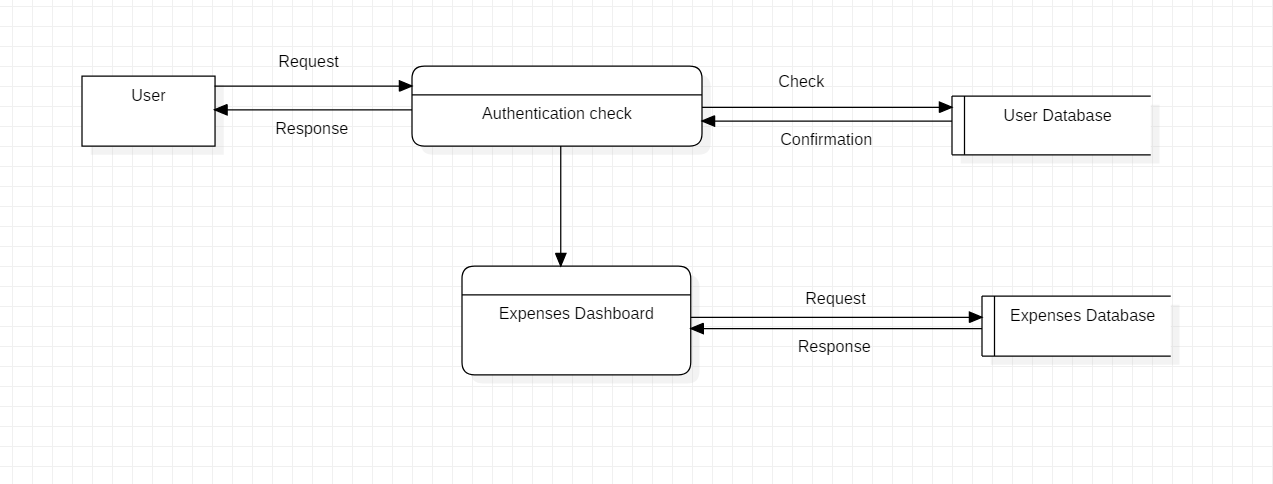 Request
User
Response
Authentication check
Check
Confirmation
User Database
Expenses Dashboard
Request
Response
Expenses Database